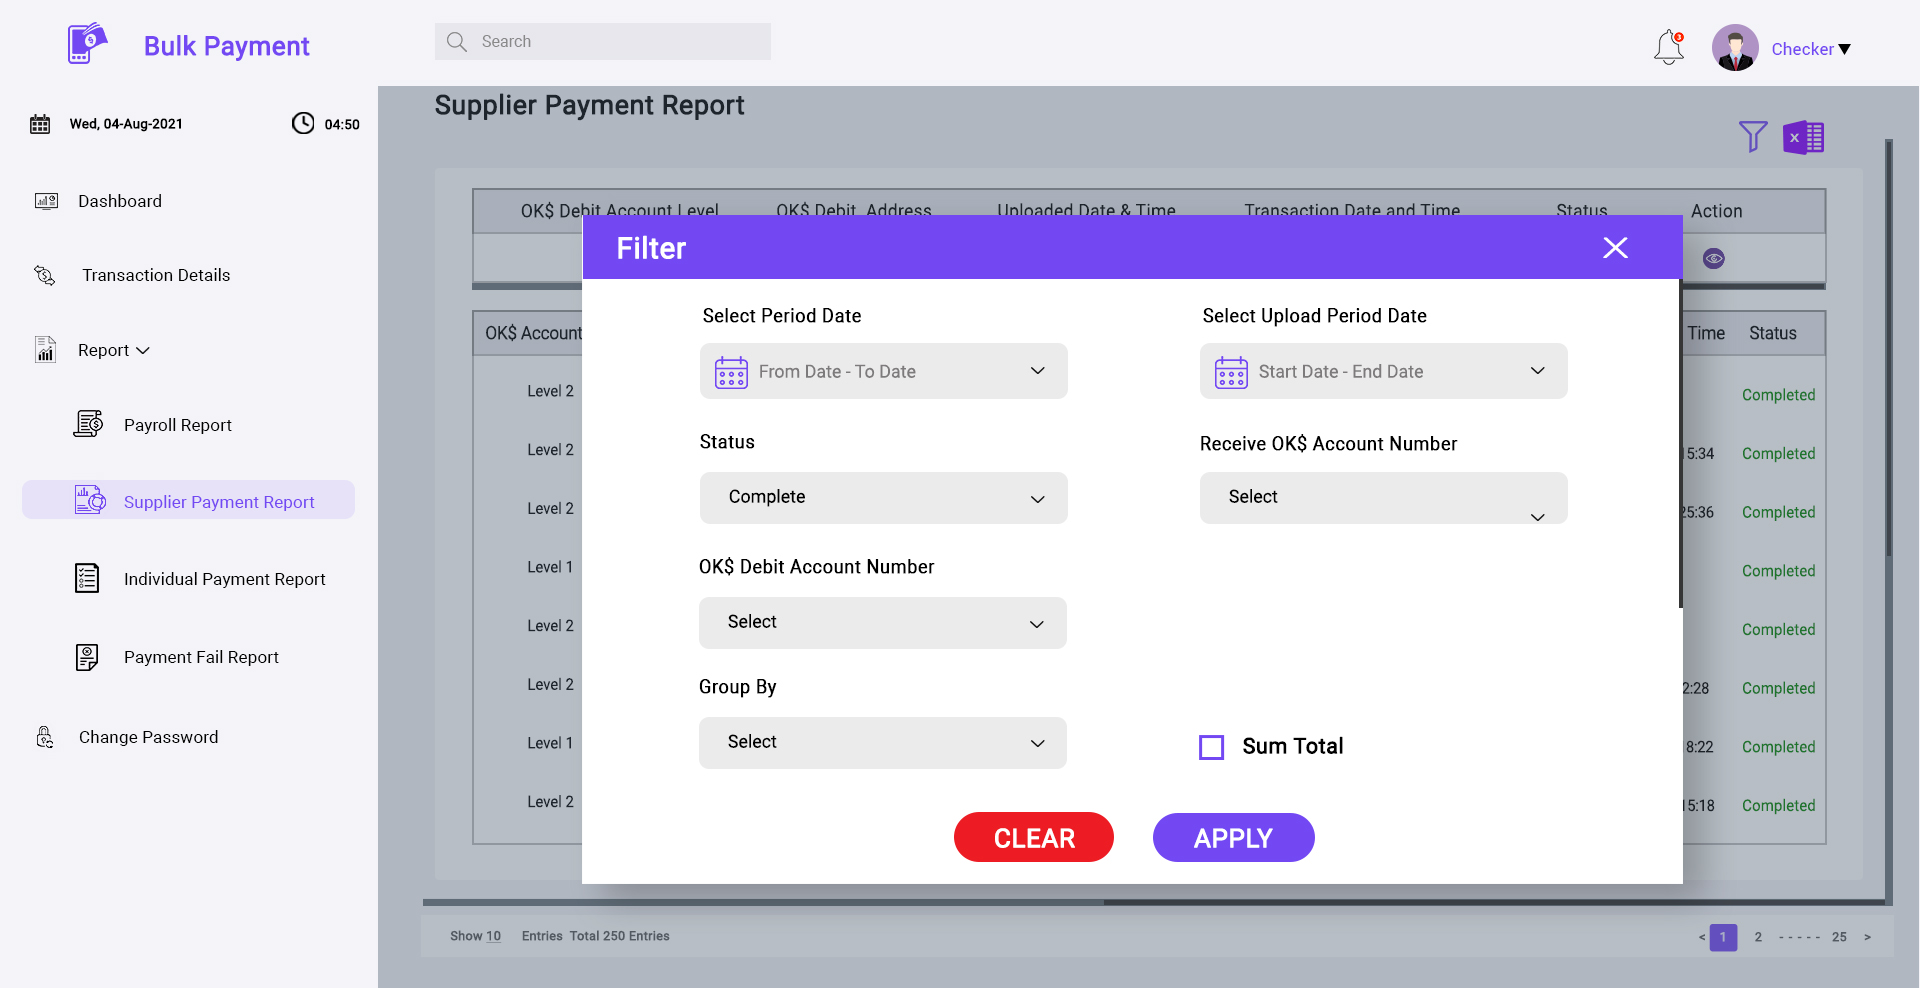 Bulk Payment
Search
3
Checker
Wed, 04-Aug-2021
04:50
Dashboard
Transaction Details
Report
Payroll Report
Supplier Payment Report
Individual Payment Report
Payment Fail Report
Change Password
Supplier Payment Report
OK$ Debit Account Level OK$ Debit Address Uploaded Date & Time Transaction Date and Time Status Action
Filter
Select Period Date
From Date - To Date
Select Upload Period Date
Start Date - End Date
Status
Complete
Receive OK$ Account Number
Select
OK$ Debit Account Number
Select
Group By
Select
Sum Total
CLEAR
APPLY
OK$ Account
Time Status
Level 2 Completed
Level 2 15:34 Completed
Level 2 25:36 Completed
Level 1 Completed
Level 2 Completed
Level 2 2:28 Completed
Level 1 8:22 Completed
Level 2 15:18 Completed
Show 10 Entries Total 250 Entries
< 1 2 - - - - - 25 >